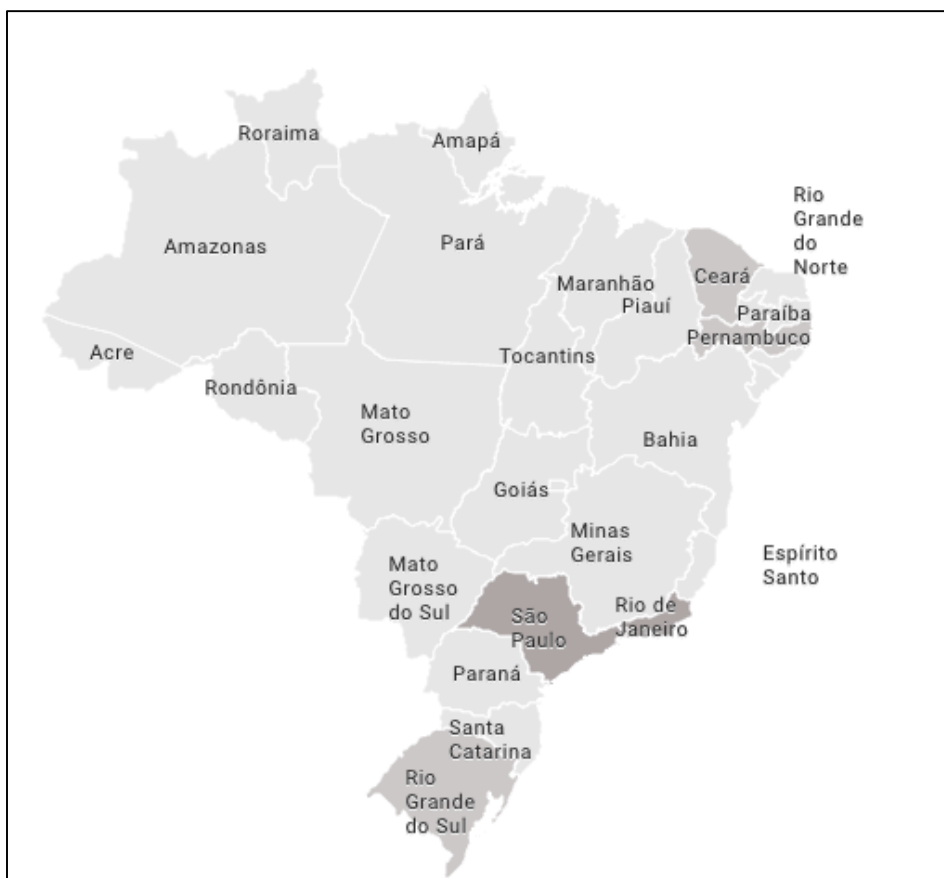 Roraima
Amapá
Rio
Grande
do
Norte
Amazonas
Pará
Ceará
Maranhão
Piauí
Paraíba
Pernambuco
Acre
Tocantins
Rondônia
Mato
Grosso
Bahia
Goiás
Minas
Gerais
Espírito
Santo
Mato
Grosso
do Sul
São
Paulo
Rio de
Janeiro
Paraná
Santa
Catarina
Rio
Grande
do Sul